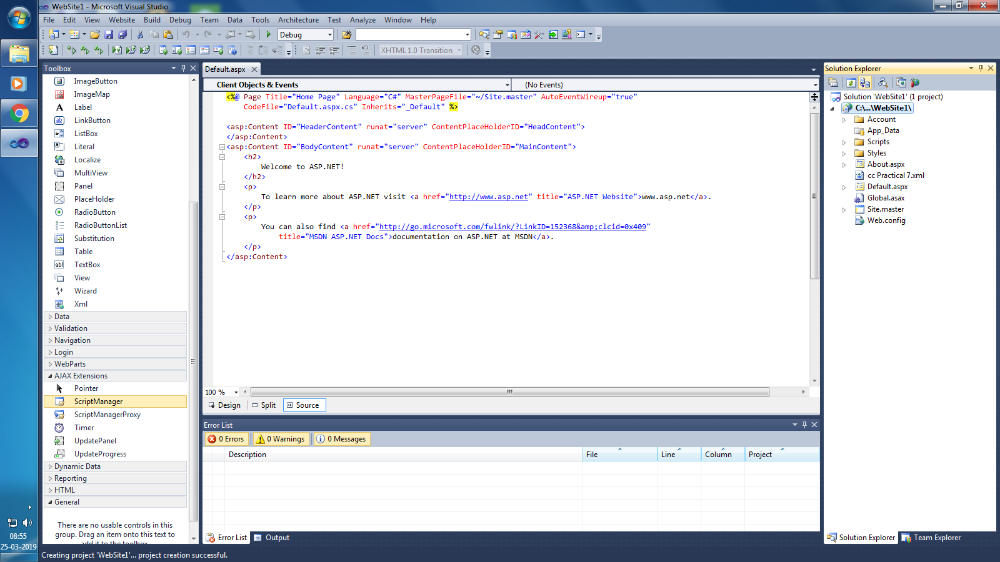 WebSite1 - Microsoft Visual Studio
File Edit View Website Build Debug Team Data Tools Architecture Test Analyze Window Help
Debug
XHTML 1.0 Transition
Toolbox
ImageButton
ImageMap
Label
LinkButton
ListBox
Literal
Localize
MultiView
Panel
PlaceHolder
RadioButton
RadioButtonList
Substitution
Table
TextBox
View
Wizard
Xml
Data
Validation
Navigation
Login
WebParts
AJAX Extensions
Pointer
ScriptManager
ScriptManagerProxy
Timer
UpdatePanel
UpdateProgress
Dynamic Data
Reporting
HTML
General
There are no usable controls in this
group. Drag an item onto this text to
add it to the toolbox.
Default.aspx
Client Objects & Events (No Events)
<%@ Page Title="Home Page" Language="C#" MasterPageFile="~/Site.master" AutoEventWireup="true"
CodeFile="Default.aspx.cs" Inherits="_Default" %>
<asp:Content ID="HeaderContent" runat="server" ContentPlaceHolderID="HeadContent">
</asp:Content>
<asp:Content ID="BodyContent" runat="server" ContentPlaceHolderID="MainContent">
<h2>
Welcome to ASP.NET!
</h2>
<p>
To learn more about ASP.NET visit <a href="http://www.asp.net" title="ASP.NET Website">www.asp.net</a>.
</p>
<p>
You can also find <a href="http://go.microsoft.com/fwlink/?LinkID=152368&amp;clcid=0x409"
title="MSDN ASP.NET Docs">documentation on ASP.NET at MSDN</a>.
</p>
</asp:Content>
100 %
Design Split Source
Error List
0 Errors 0 Warnings 0 Messages
Description File Line Column Project
Error List Output
Solution Explorer
Solution 'WebSite1' (1 project)
C:\...\WebSite1\
Account
App_Data
Scripts
Styles
About.aspx
cc Practical 7.xml
Default.aspx
Global.asax
Site.master
Web.config
Solution Explorer Team Explorer
08:55
25-03-2019
Creating project 'WebSite1'... project creation successful.